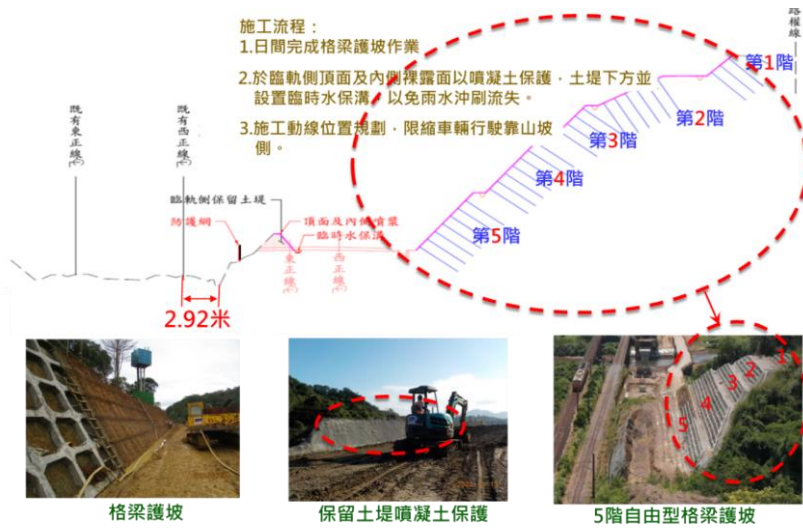 施工流程：
1.日間完成格梁護坡作業
2.於臨軌側頂面及內側裸露面以噴凝土保護，土堤下方並
設置臨時水保溝，以免雨水沖刷流失。
3.施工動線位置規劃，限縮車輛行駛靠山坡
側。
路權線
第1階
第2階
第3階
第4階
第5階
既有東正線
既有西正線
臨軌側保留土堤
防護網
頂面及內側噴漿
臨時水保溝
東正線
西正線
2.92米
1
2
3
4
5
格梁護坡
保留土堤噴凝土保護
5階自由型格梁護坡